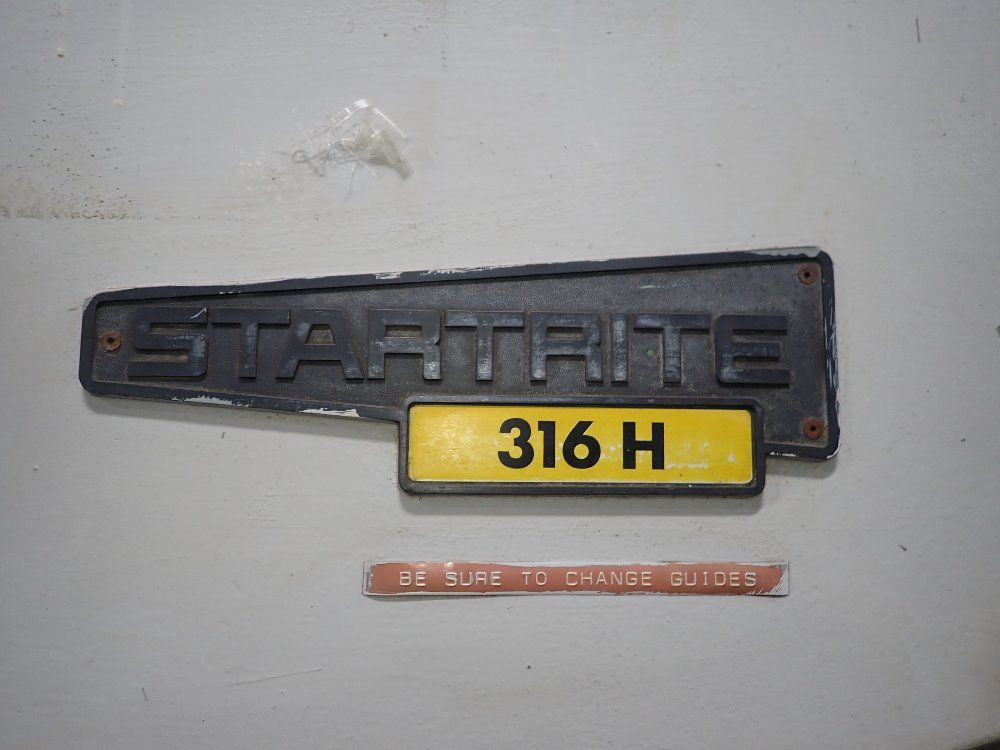 STARTRITE
316 H
BE SURE TO CHANGE GUIDES